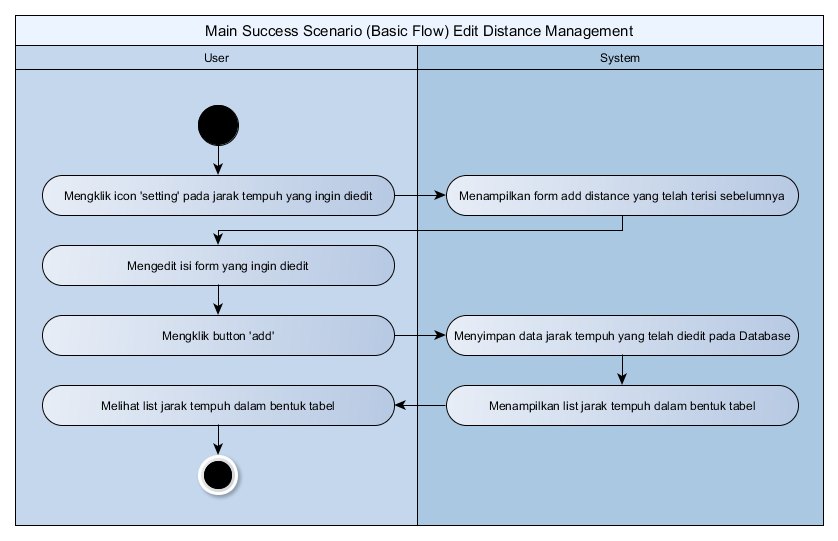 Main Success Scenario (Basic Flow) Edit Distance Management
User
System
Mengklik icon 'setting' pada jarak tempuh yang ingin diedit
Menampilkan form add distance yang telah terisi sebelumnya
Mengedit isi form yang ingin diedit
Mengklik button 'add'
Menyimpan data jarak tempuh yang telah diedit pada Database
Melihat list jarak tempuh dalam bentuk tabel
Menampilkan list jarak tempuh dalam bentuk tabel